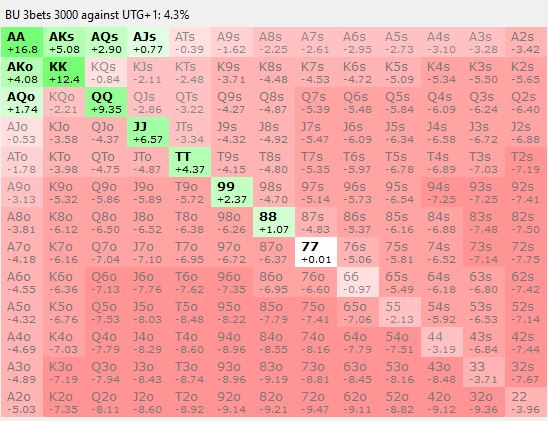 BU 3bets 3000 against UTG+1: 4.3%
AA AKs AQs AJs ATs A9s A8s A7s A6s A5s A4s A3s A2s
+16.8 +5.08 +2.90 +0.77 -0.39 -1.62 -2.25 -2.61 -2.95 -2.73 -3.10 -3.28 -3.42
AKo KK KQs KJs KTs K9s K8s K7s K6s K5s K4s K3s K2s
+4.08 +12.4 -0.84 -2.11 -2.48 -3.71 -4.48 -4.53 -4.72 -5.09 -5.34 -5.50 -5.65
AQo KQo QQ QJs QTs Q9s Q8s Q7s Q6s Q5s Q4s Q3s Q2s
+1.74 -2.21 +9.35 -2.86 -3.22 -4.27 -4.87 -5.39 -5.48 -5.84 -6.09 -6.24 -6.40
AJo KJo QJo JJ JTs J9s J8s J7s J6s J5s J4s J3s J2s
-0.53 -3.58 -4.37 +6.57 -3.34 -4.32 -4.92 -5.47 -6.09 -6.34 -6.58 -6.72 -6.88
ATo KTo QTo JTo TT T9s T8s T7s T6s T5s T4s T3s T2s
-1.78 -3.98 -4.75 -4.87 +4.37 -4.15 -4.80 -5.35 -5.97 -6.78 -6.89 -7.03 -7.19
A9o K9o Q9o J9o T9o 99 98s 97s 96s 95s 94s 93s 92s
-3.13 -5.32 -5.86 -5.89 -5.72 +2.37 -4.70 -5.14 -5.73 -6.54 -7.25 -7.25 -7.41
A8o K8o Q8o J8o T8o 98o 88 87s 86s 85s 84s 83s 82s
-3.81 -6.12 -6.50 -6.52 -6.38 -6.26 +1.07 -4.83 -5.37 -6.16 -6.88 -7.48 -7.50
A7o K7o Q7o J7o T7o 97o 87o 77 76s 75s 74s 73s 72s
-4.18 -6.16 -7.04 -7.10 -6.95 -6.72 -6.37 +0.01 -5.06 -5.81 -6.52 -7.14 -7.75
A6o K6o Q6o J6o T6o 96o 86o 76o 66 65s 64s 63s 62s
-4.55 -6.36 -7.13 -7.76 -7.62 -7.35 -6.95 -6.60 -0.97 -5.49 -6.18 -6.80 -7.42
A5o K5o Q5o J5o T5o 95o 85o 75o 65o 55 54s 53s 52s
-4.32 -6.76 -7.53 -8.03 -8.48 -8.22 -7.79 -7.41 -7.06 -2.13 -5.92 -6.53 -7.14
A4o K4o Q4o J4o T4o 94o 84o 74o 64o 54o 44 43s 42s
-4.69 -7.03 -7.79 -8.29 -8.60 -8.96 -8.55 -8.16 -7.79 -7.51 -3.19 -6.84 -7.44
A3o K3o Q3o J3o T3o 93o 83o 73o 63o 53o 43o 33 32s
-4.89 -7.19 -7.94 -8.43 -8.74 -8.96 -9.19 -8.81 -8.45 -8.16 -8.48 -3.71 -7.67
A2o K2o Q2o J2o T2o 92o 82o 72o 62o 52o 42o 32o 22
-5.03 -7.35 -8.11 -8.60 -8.92 -9.14 -9.21 -9.47 -9.11 -8.82 -9.12 -9.36 -3.96